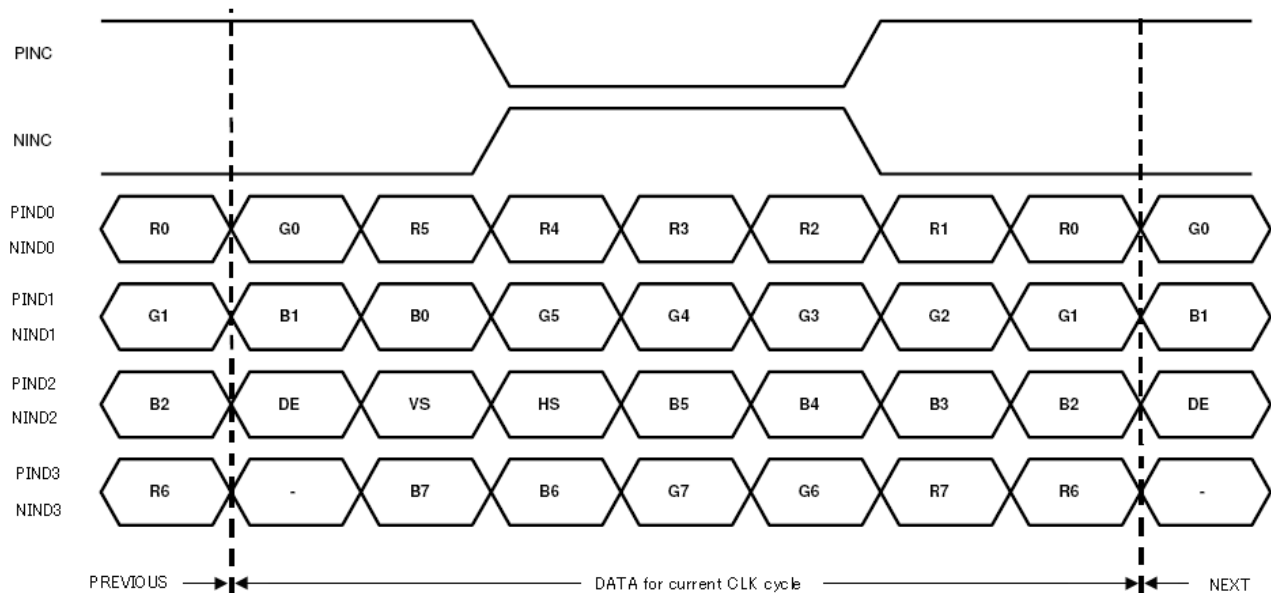 PINC
NINC
PIND0
R0 G0 R5 R4 R3 R2 R1 R0 G0
NIND0
PIND1
G1 B1 B0 G5 G4 G3 G2 G1 B1
NIND1
PIND2
B2 DE VS HS B5 B4 B3 B2 DE
NIND2
PIND3
R6 - B7 B6 G7 G6 R7 R6 -
NIND3
PREVIOUS DATA for current CLK cycle NEXT